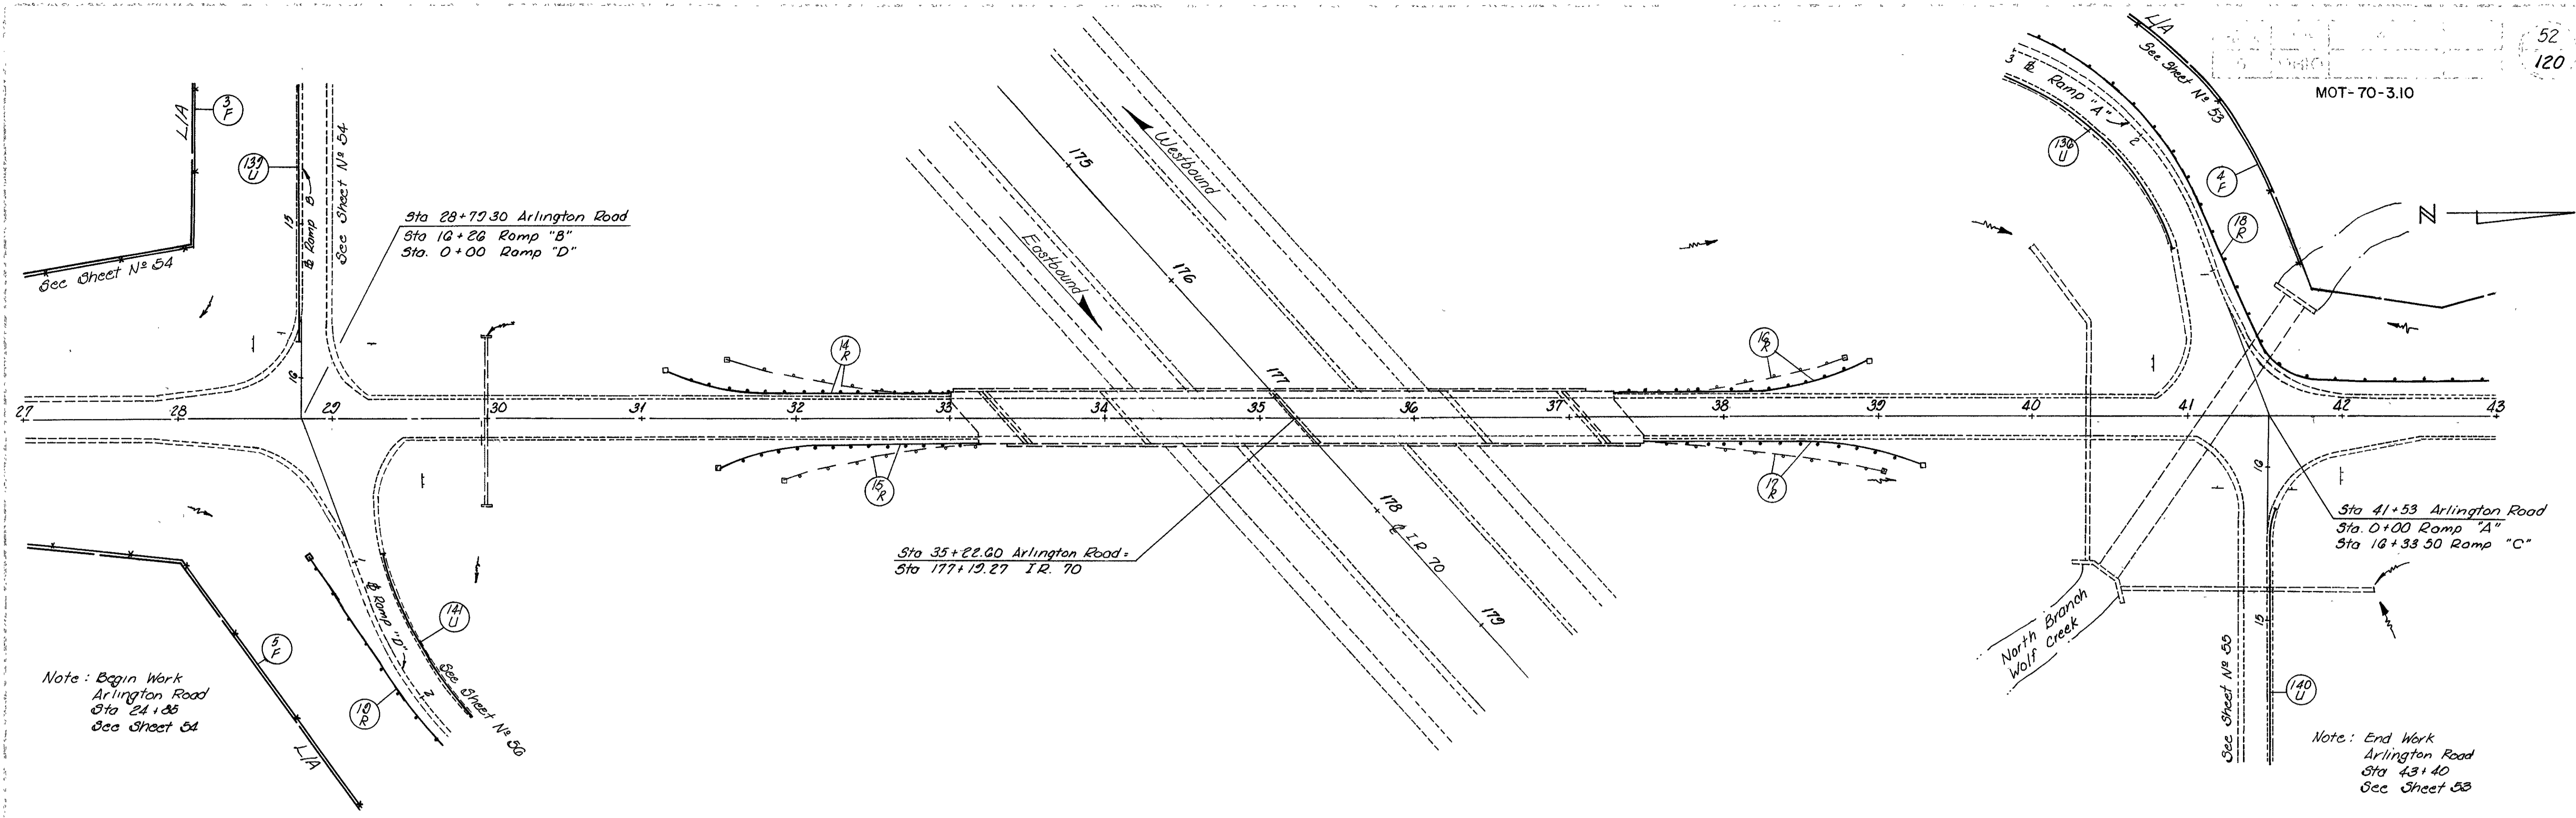 52
120
OHIO
MOT-70-3.10
L/A
3
F
139
U
15
℄ Ramp B
See Sheet Nº 54
See Sheet Nº 54
16
Sta 28+79 30 Arlington Road
Sta 16+26 Ramp "B"
Sta. 0+00 Ramp "D"
14
R
15
R
Westbound
Eastbound
175
176
177
178
℄ I R 70
179
16
R
17
R
3 ℄ Ramp "A"
2
136
U
L/A
See Sheet Nº 53
4
F
18
R
N
27 28 29 30 31 32 33 34 35 36 37 38 39 40 41 42 43
Sta 35+22.60 Arlington Road =
Sta 177+19.27 I R. 70
Sta 41+53 Arlington Road
Sta. 0+00 Ramp "A"
Sta 16+33 50 Ramp "C"
1
℄ Ramp "D"
3
141
U
See Sheet Nº 56
19
R
5
F
L/A
Note: Begin Work
Arlington Road
Sta 24+85
See Sheet 54
North Branch
Wolf Creek
16
15
See Sheet Nº 55
140
U
Note: End Work
Arlington Road
Sta 43+40
See Sheet 53